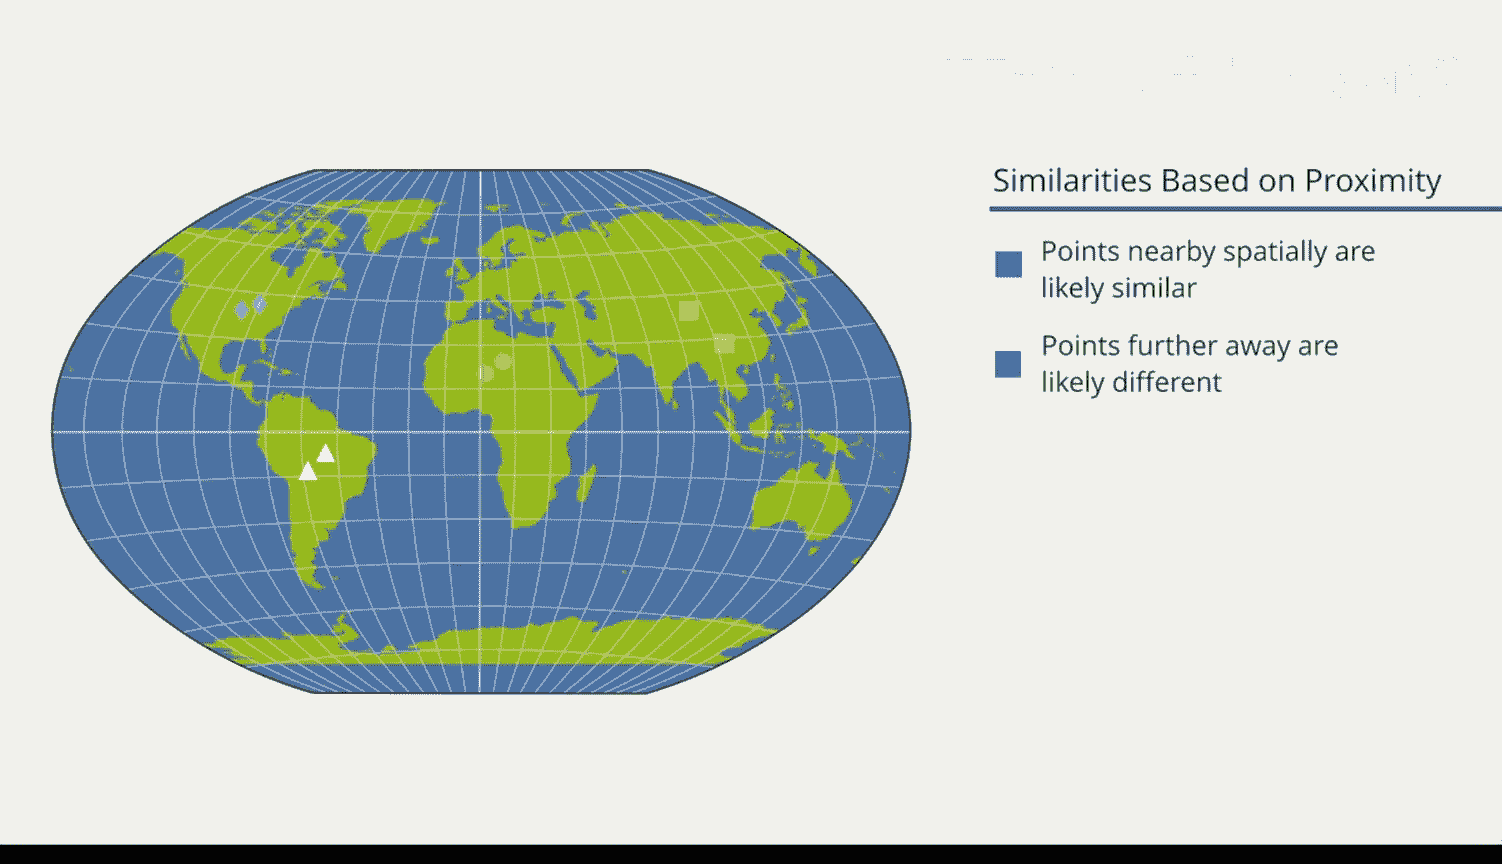 Similarities Based on Proximity
Points nearby spatially are
likely similar
Points further away are
likely different